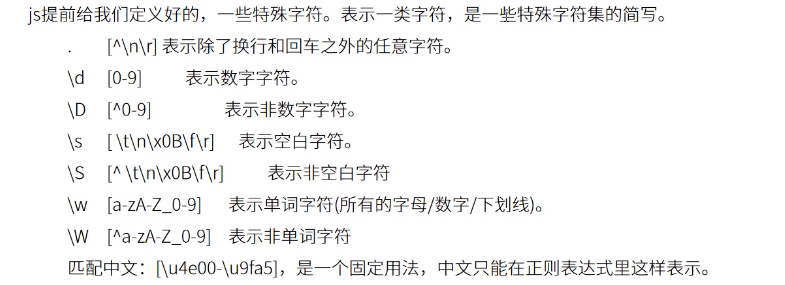 js提前给我们定义好的，一些特殊字符。表示一类字符，是一些特殊字符集的简写。
. [^\n\r] 表示除了换行和回车之外的任意字符。
\d [0-9] 表示数字字符。
\D [^0-9] 表示非数字字符。
\s [ \t\n\x0B\f\r] 表示空白字符。
\S [^ \t\n\x0B\f\r] 表示非空白字符
\w [a-zA-Z_0-9] 表示单词字符(所有的字母/数字/下划线)。
\W [^a-zA-Z_0-9] 表示非单词字符
匹配中文：[\u4e00-\u9fa5]，是一个固定用法，中文只能在正则表达式里这样表示。